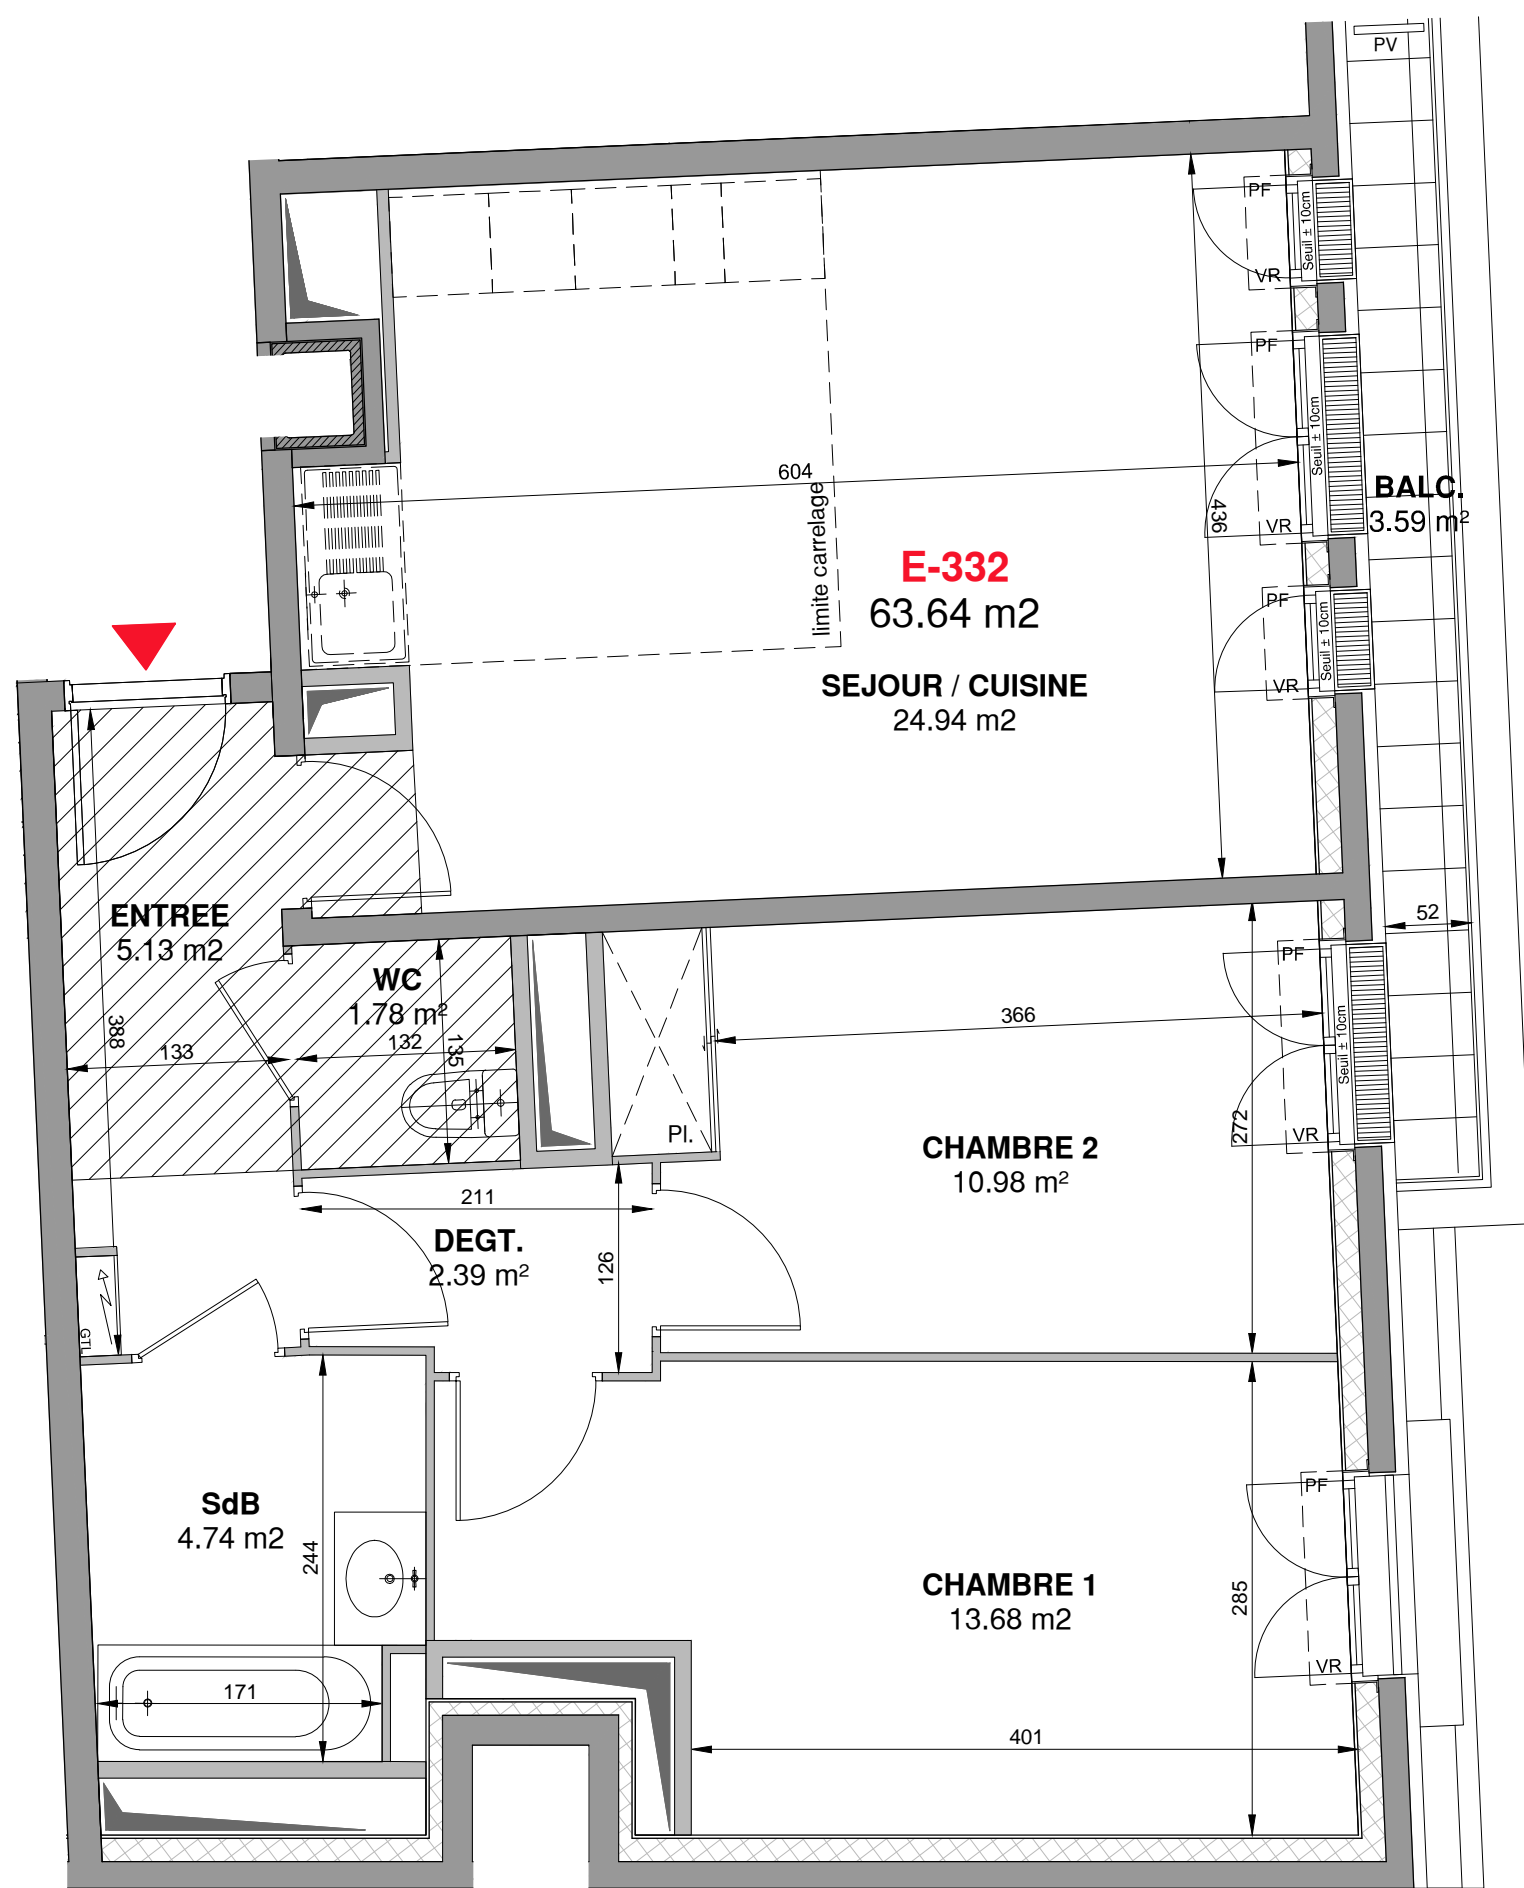 PV
PF
Seuil ± 10cm
VR
PF
Seuil ± 10cm
VR
604
436
BALC.
3.59 m²
limite carrelage
E-332
63.64 m2
PF
Seuil ± 10cm
VR
SEJOUR / CUISINE
24.94 m2
ENTREE
5.13 m2
52
WC
1.78 m²
PF
Seuil ± 10cm
VR
388
133
132
135
366
272
Pl.
CHAMBRE 2
10.98 m²
211
DEGT.
2.39 m²
126
GTL
SdB
4.74 m2
244
PF
VR
285
CHAMBRE 1
13.68 m2
171
401